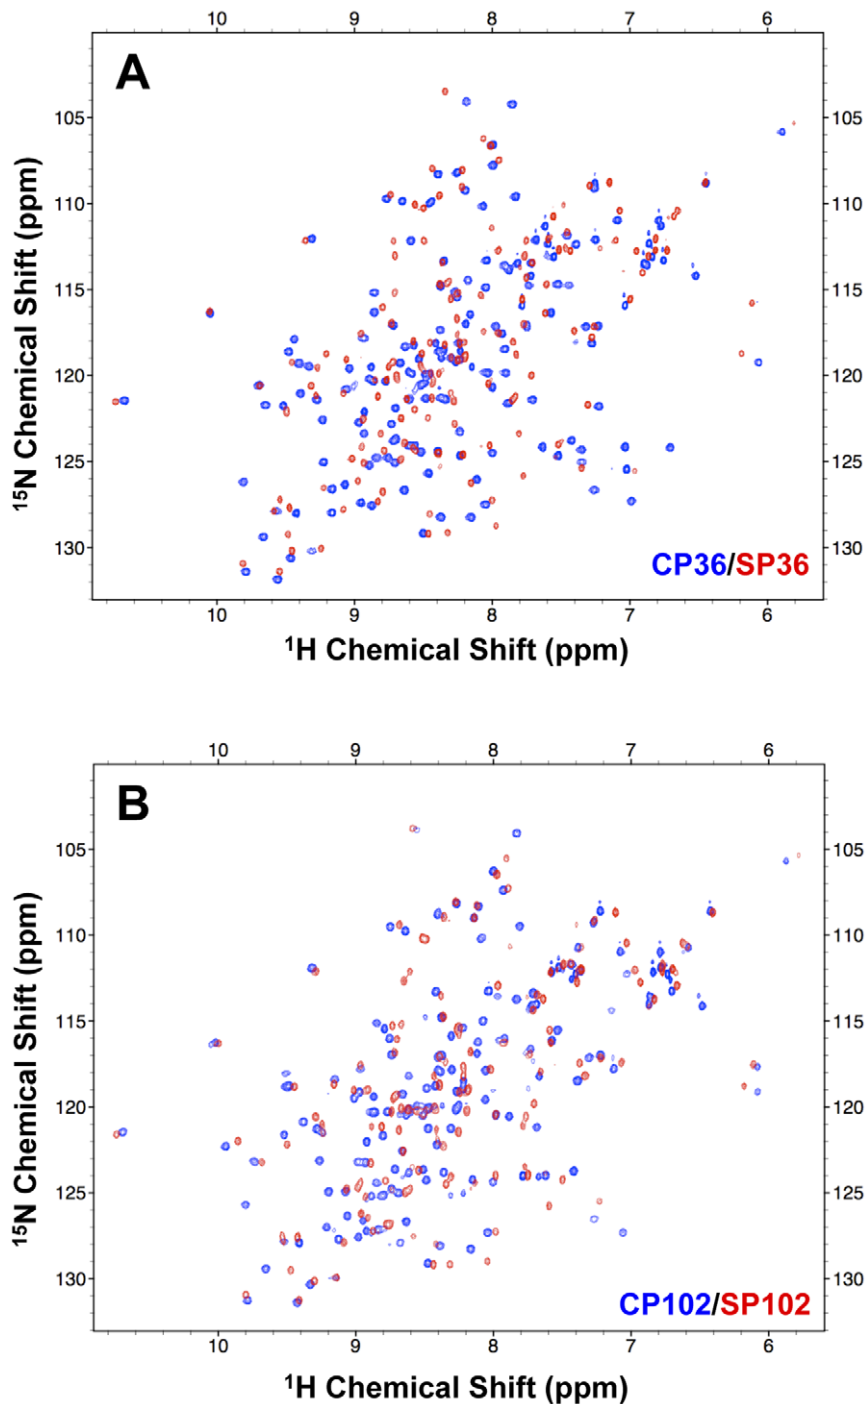 10 9 8 7 6
A
105 105
110 110
115 115
120 120
125 125
130 130
¹⁵N Chemical Shift (ppm)
CP36/SP36
10 9 8 7 6
¹H Chemical Shift (ppm)
10 9 8 7 6
B
105 105
110 110
115 115
120 120
125 125
130 130
¹⁵N Chemical Shift (ppm)
CP102/SP102
10 9 8 7 6
¹H Chemical Shift (ppm)